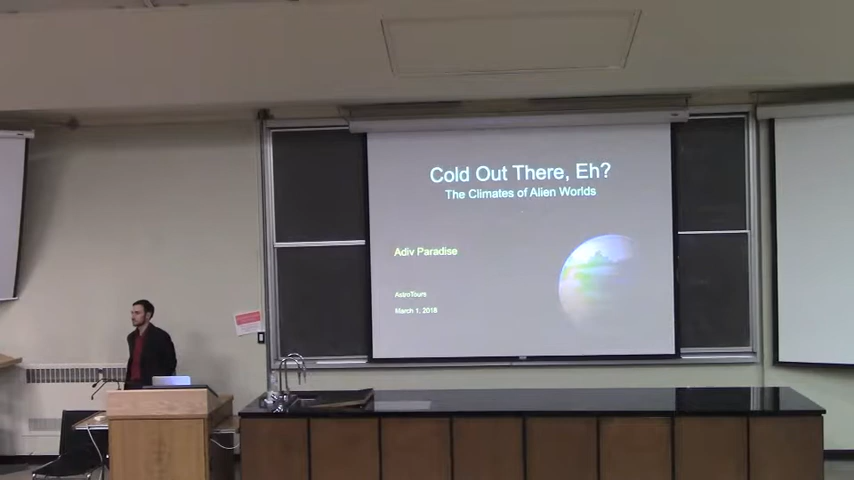 Cold Out There, Eh?
The Climates of Alien Worlds
Adiv Paradise
AstroTours
March 1, 2018